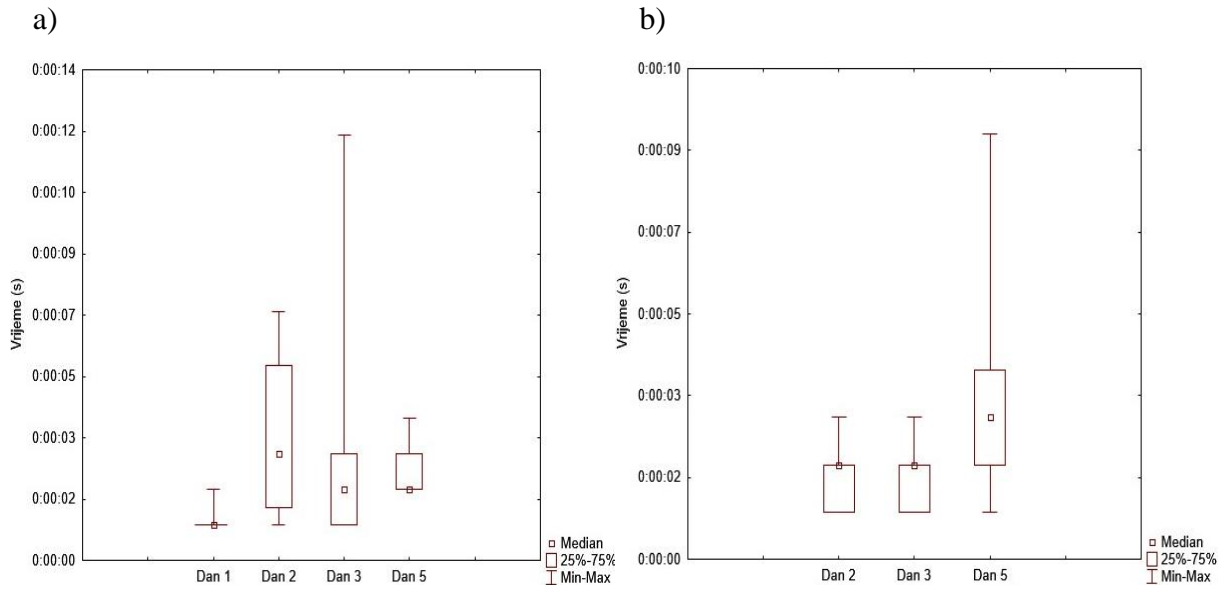 a)
0:00:14
0:00:12
0:00:10
0:00:09
0:00:07
0:00:05
0:00:03
0:00:02
0:00:00
Vrijeme (s)
Dan 1 Dan 2 Dan 3 Dan 5
Median
25%-75%
Min-Max
b)
0:00:10
0:00:09
0:00:07
0:00:05
0:00:03
0:00:02
0:00:00
Vrijeme (s)
Dan 2 Dan 3 Dan 5
Median
25%-75%
Min-Max